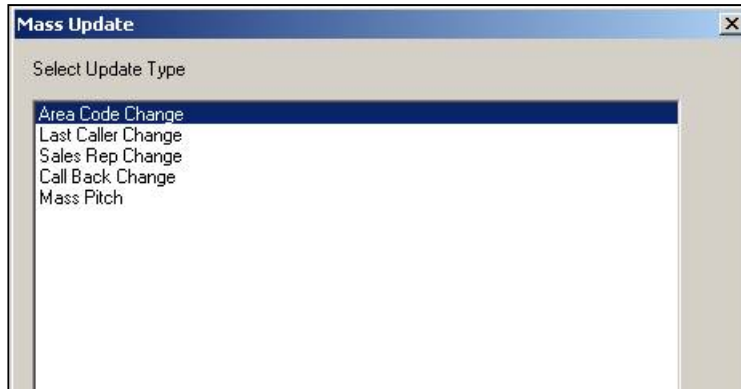 Mass Update
Select Update Type
Area Code Change
Last Caller Change
Sales Rep Change
Call Back Change
Mass Pitch